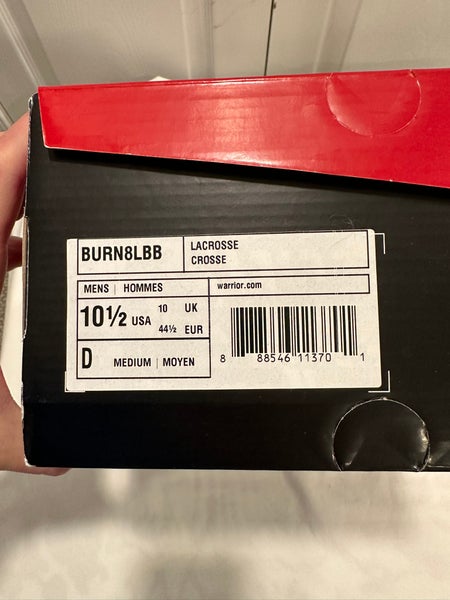 BURN8LBB
LACROSSE
CROSSE
MENS | HOMMES
warrior.com
10½ USA
10 UK
44½ EUR
D MEDIUM | MOYEN
8 88546 11370 1